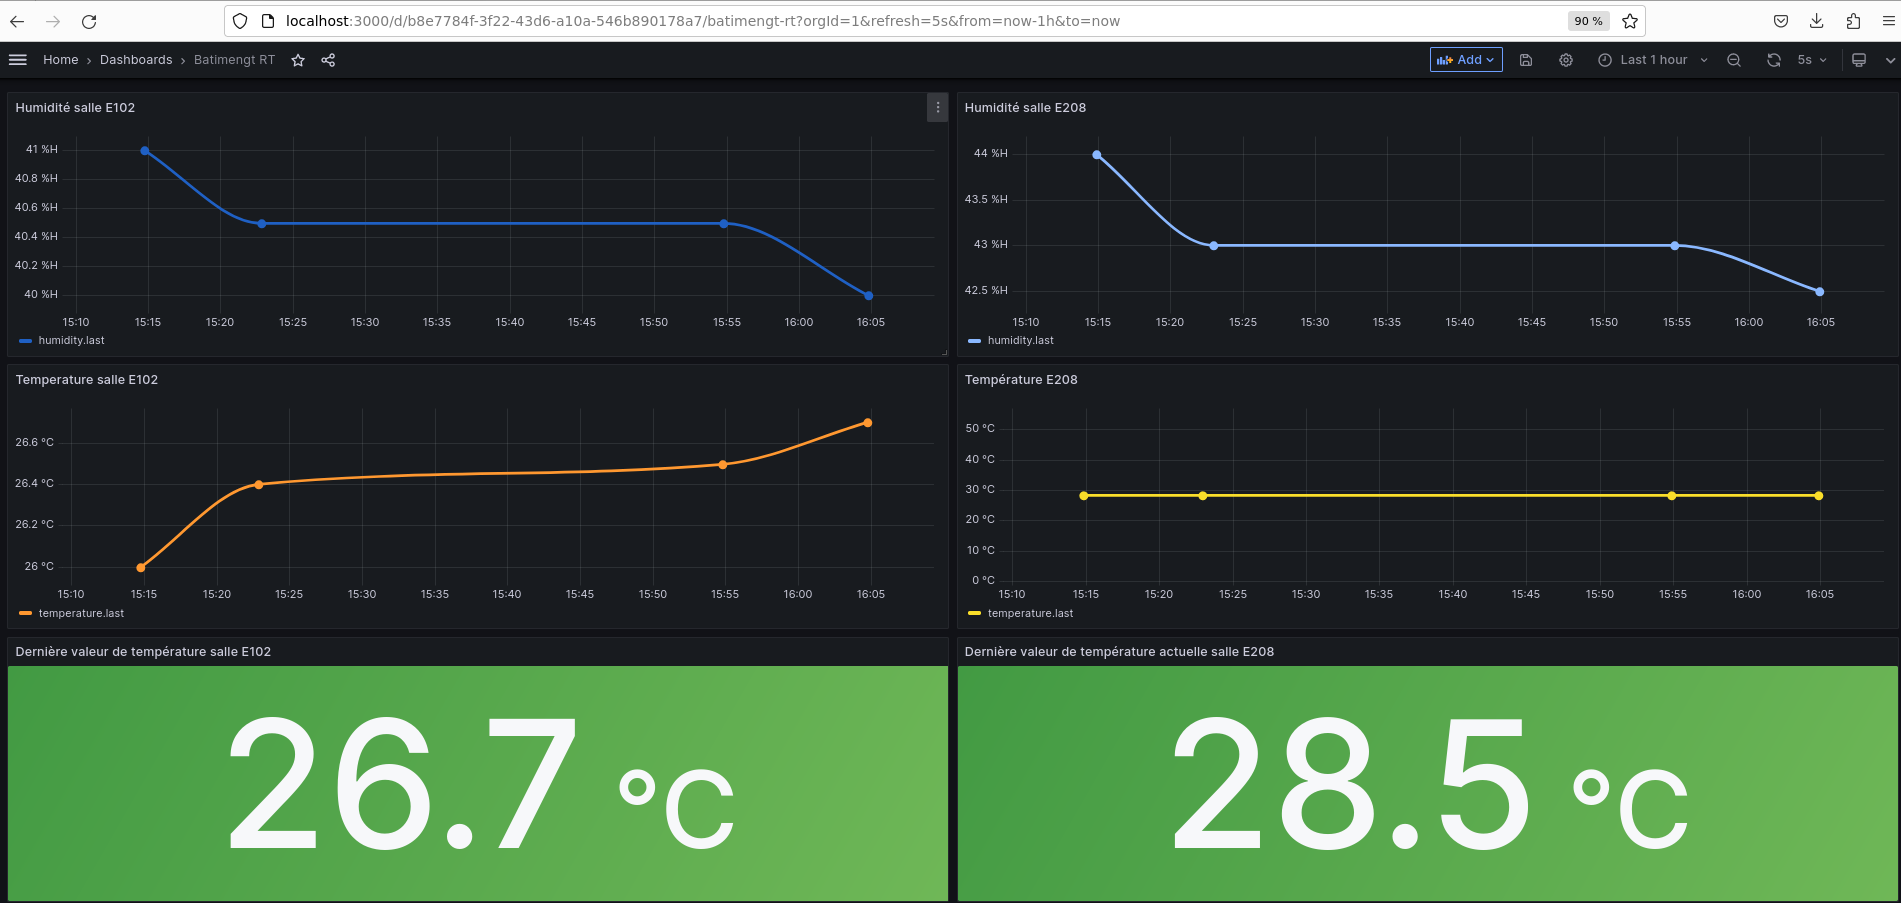 localhost:3000/d/b8e7784f-3f22-43d6-a10a-546b890178a7/batimengt-rt?orgId=1&refresh=5s&from=now-1h&to=now 90 %
Home › Dashboards › Batimengt RT Add Last 1 hour 5s
Humidité salle E102
41 %H
40.8 %H
40.6 %H
40.4 %H
40.2 %H
40 %H
15:10 15:15 15:20 15:25 15:30 15:35 15:40 15:45 15:50 15:55 16:00 16:05
humidity.last
Humidité salle E208
44 %H
43.5 %H
43 %H
42.5 %H
15:10 15:15 15:20 15:25 15:30 15:35 15:40 15:45 15:50 15:55 16:00 16:05
humidity.last
Temperature salle E102
26.6 °C
26.4 °C
26.2 °C
26 °C
15:10 15:15 15:20 15:25 15:30 15:35 15:40 15:45 15:50 15:55 16:00 16:05
temperature.last
Température E208
50 °C
40 °C
30 °C
20 °C
10 °C
0 °C
15:10 15:15 15:20 15:25 15:30 15:35 15:40 15:45 15:50 15:55 16:00 16:05
temperature.last
Dernière valeur de température salle E102
26.7 °C
Dernière valeur de température actuelle salle E208
28.5 °C